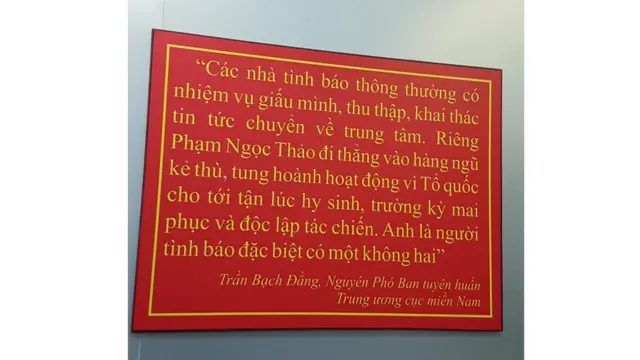 “Các nhà tình báo thông thường có
nhiệm vụ giấu mình, thu thập, khai thác
tin tức chuyển về trung tâm. Riêng
Phạm Ngọc Thảo đi thẳng vào hàng ngũ
kẻ thù, tung hoành hoạt động vì Tổ quốc
cho tới tận lúc hy sinh, trường kỳ mai
phục và độc lập tác chiến. Anh là người
tình báo đặc biệt có một không hai”
Trần Bạch Đằng, Nguyên Phó Ban tuyên huấn
Trung ương cục miền Nam